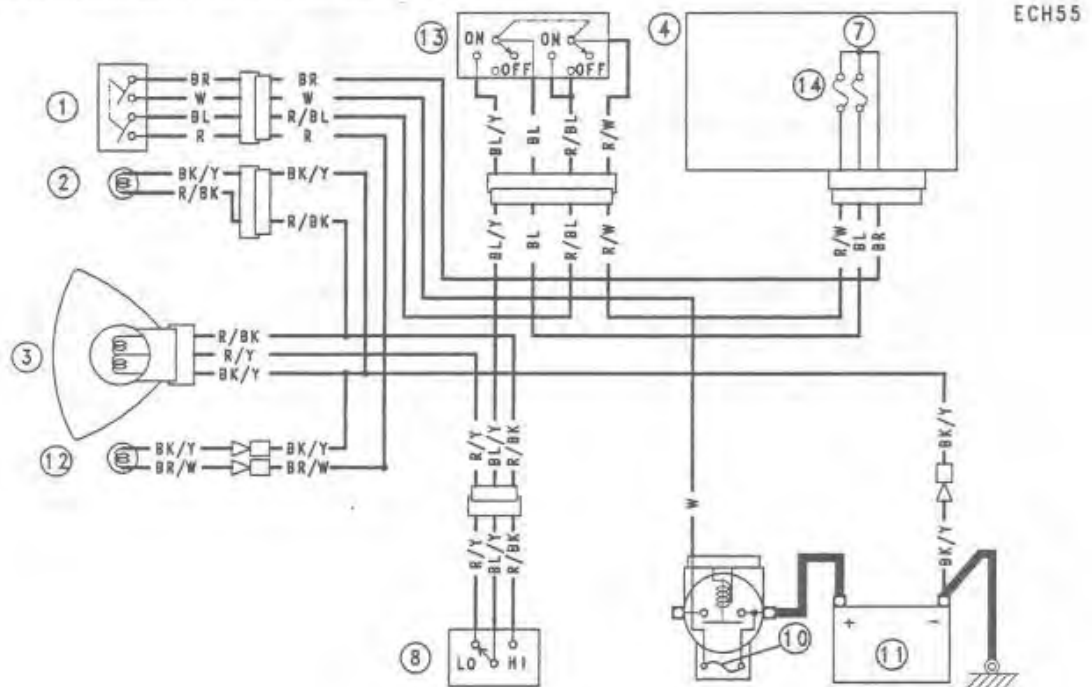 ECH55
13
ON ON
OFF OFF
4
7
14
1
BR BR
W W
BL R/BL
R R
BL/Y BL R/BL R/W
2
BK/Y BK/Y
R/BK
R/BK
BL/Y BL R/BL R/W
R/W BL BR
3
R/BK
R/Y
BK/Y
12
BK/Y BK/Y
BR/W BR/W
R/Y BL/Y R/BK
BK/Y
W
R/Y BL/Y R/BK
BK/Y
8
LO HI
10
+ -
11